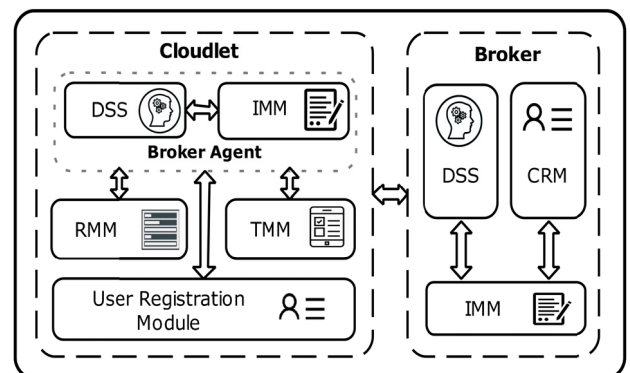 Cloudlet
DSS
IMM
Broker Agent
RMM
TMM
User Registration
Module
Broker
DSS
CRM
IMM